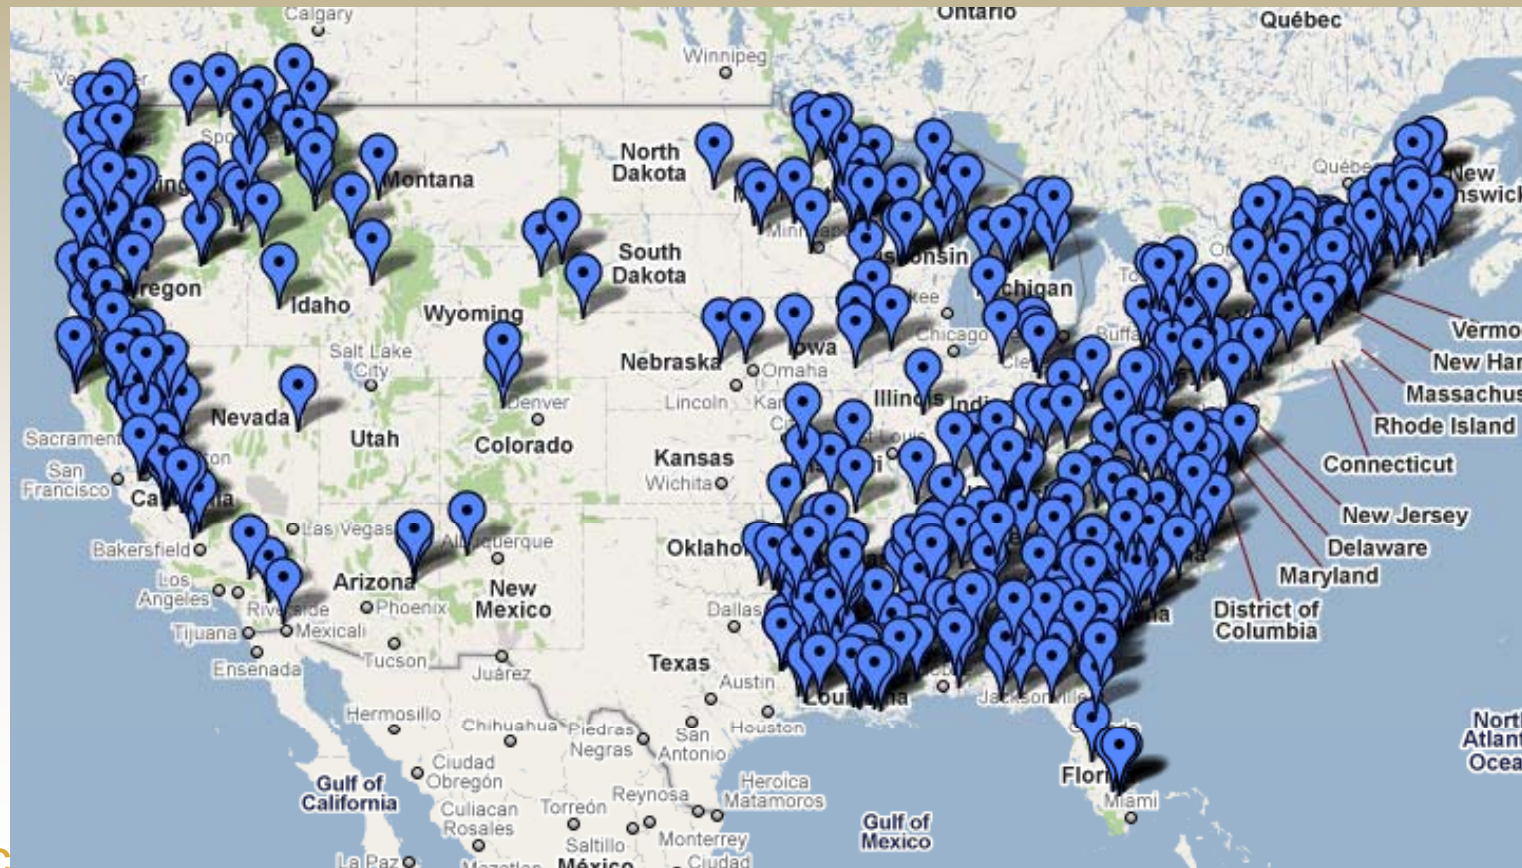 Calgary
Ontario
Québec
Winnipeg
North
Dakota
Québec
New
Montana
South
Dakota
Idaho
Wyoming
Nebraska
Omaha
Lincoln
Chicago
Salt Lake
City
Nevada
Utah
Denver
Colorado
Kansas
Wichita
Sacrament
San
Francisco
Las Vegas
Bakersfield
Los
Angeles
Arizona
Phoenix
New
Mexico
Tijuana
Mexicali
Ensenada
Tucson
Juárez
Dallas
Texas
Austin
Houston
San
Antonio
Jacksonville
Vermo
New Har
Massachus
Rhode Island
Connecticut
New Jersey
Delaware
Maryland
District of
Columbia
Hermosillo
Chihuahua
Piedras
Negras
Ciudad
Obregón
Gulf of
California
Culiacan
Rosales
Torreón
Reynosa
Heroica
Matamoros
Saltillo
Monterrey
La Paz
México
Ciudad
Gulf of
Mexico
Miami
North
Atlant
Ocea